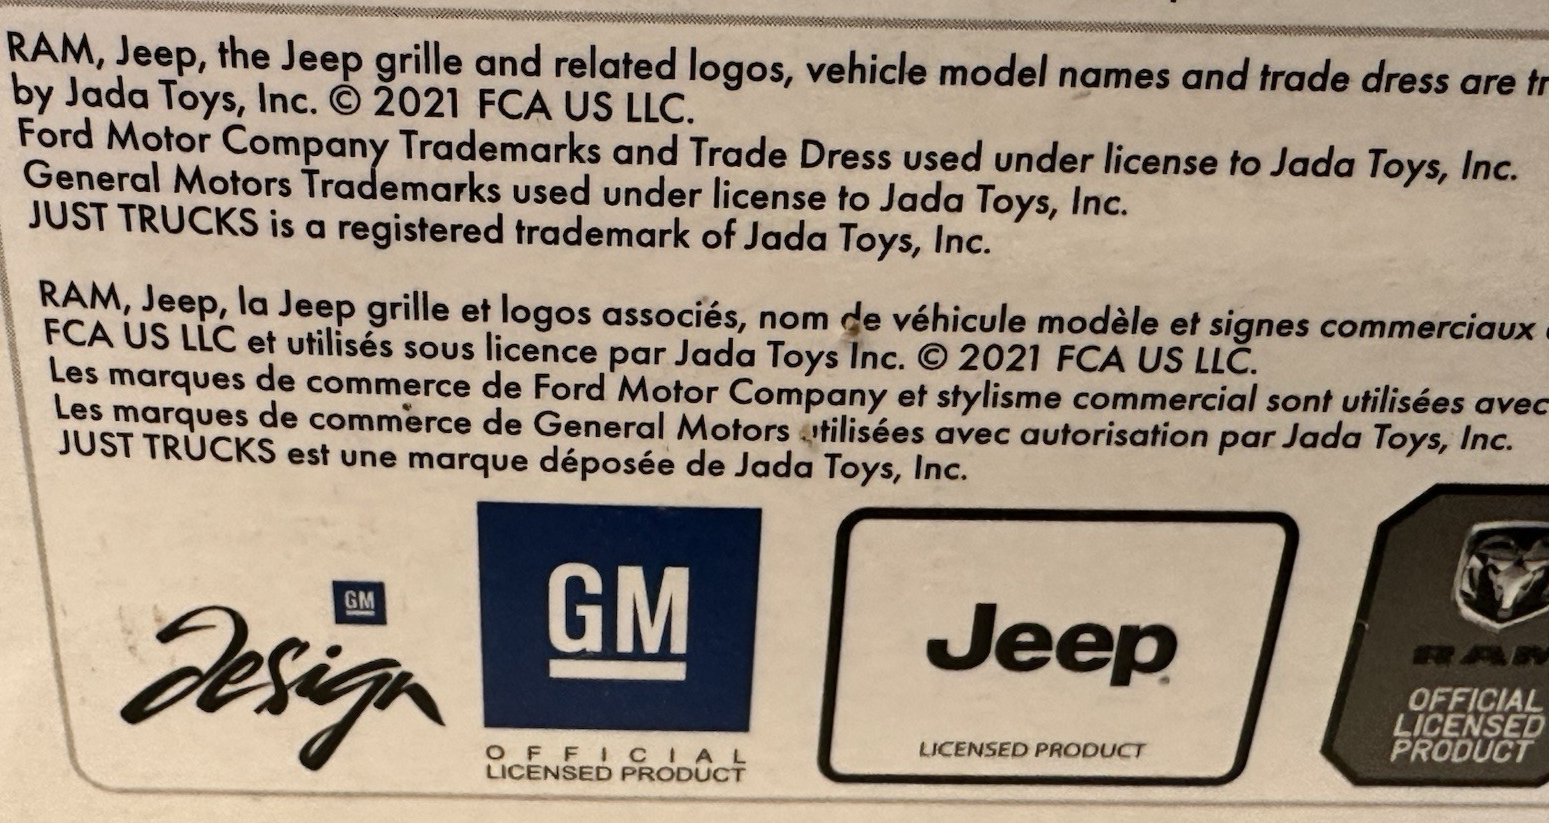 RAM, Jeep, the Jeep grille and related logos, vehicle model names and trade dress are
by Jada Toys, Inc. © 2021 FCA US LLC.
Ford Motor Company Trademarks and Trade Dress used under license to Jada Toys, Inc.
General Motors Trademarks used under license to Jada Toys, Inc.
JUST TRUCKS is a registered trademark of Jada Toys, Inc.
RAM, Jeep, la Jeep grille et logos associés, nom de véhicule modèle et signes commerciaux
FCA US LLC et utilisés sous licence par Jada Toys Inc. © 2021 FCA US LLC.
Les marques de commerce de Ford Motor Company et stylisme commercial sont utilisées avec
Les marques de commerce de General Motors utilisées avec autorisation par Jada Toys, Inc.
JUST TRUCKS est une marque déposée de Jada Toys, Inc.
GM
Design
GM
OFFICIAL
LICENSED PRODUCT
Jeep
LICENSED PRODUCT
RAM
OFFICIAL
LICENSED
PRODUCT